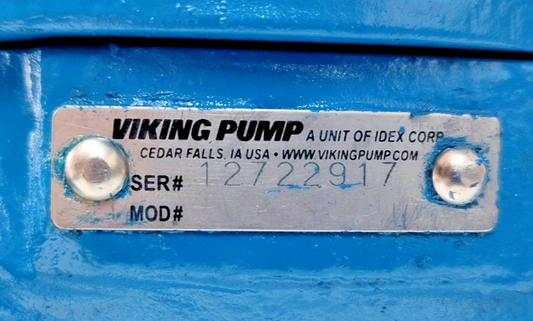 VIKING PUMP A UNIT OF IDEX CORP
CEDAR FALLS, IA USA • WWW.VIKINGPUMP.COM
SER# 12722917
MOD#